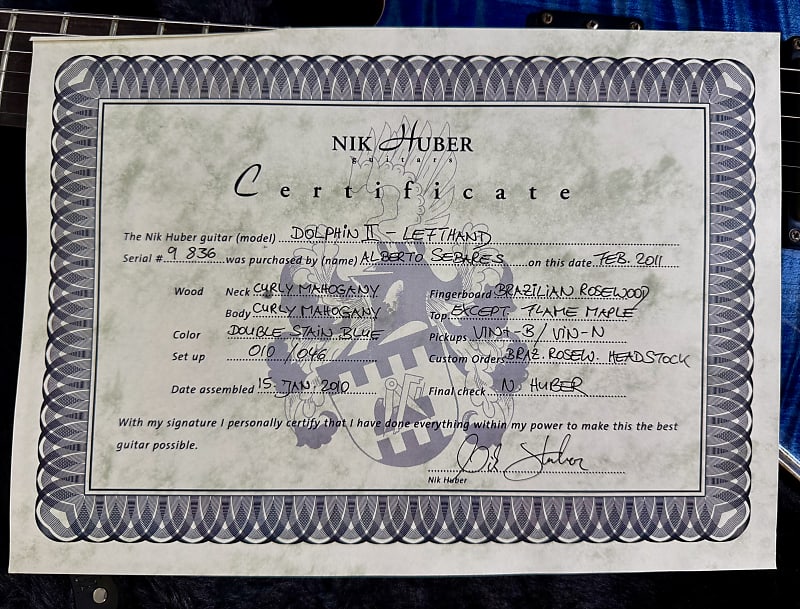 NIK HUBER
guitars
Certificate
The Nik Huber guitar (model) DOLPHIN II - LEFTHAND
Serial # 9 836 was purchased by (name) ALBERTO SEBARES on this date FEB. 2011
Wood Neck CURLY MAHOGANY Fingerboard BRAZILIAN ROSEWOOD
Body CURLY MAHOGANY Top EXCEPT. FLAME MAPLE
Color DOUBLE STAIN BLUE Pickups VINT-B / VIN-N
Set up 010 / 046 Custom Orders BRAZ. ROSEW. HEADSTOCK
Date assembled 15. JAN. 2010 Final check N. HUBER
With my signature I personally certify that I have done everything within my power to make this the best
guitar possible.
Nik Huber
Nik Huber